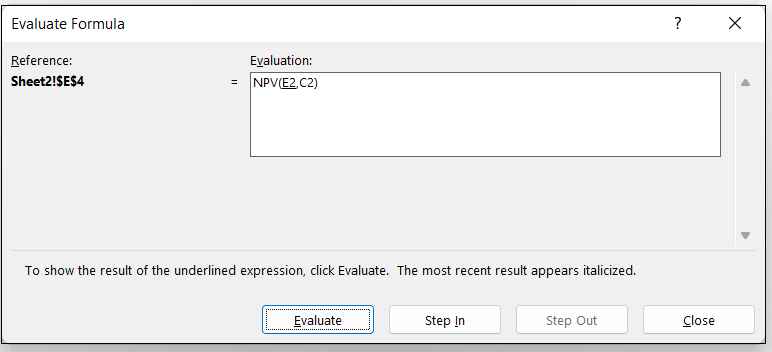 Evaluate Formula
?
Reference:
Evaluation:
Sheet2!$E$4
=
NPV(E2,C2)
To show the result of the underlined expression, click Evaluate.  The most recent result appears italicized.
Evaluate
Step In
Step Out
Close